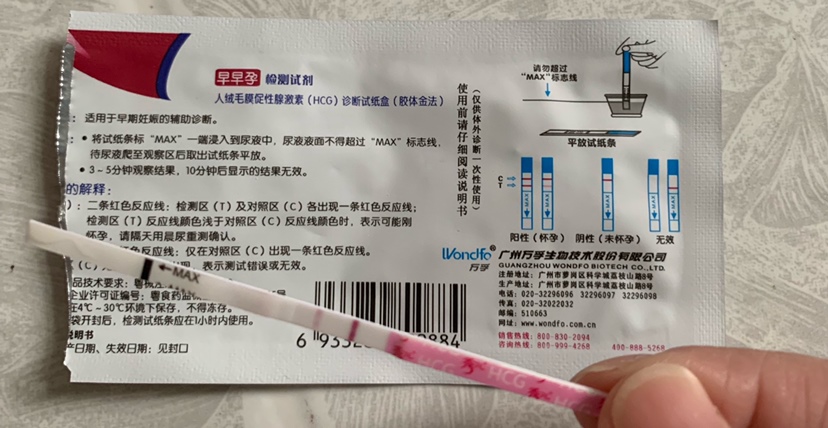 早早孕 检测试剂
人绒毛膜促性腺激素（HCG）诊断试纸盒（胶体金法）
：适用于早期妊娠的辅助诊断。
：• 将试纸条标“MAX”一端浸入到尿液中，尿液液面不得超过“MAX”标志线，
待尿液爬至观察区后取出试纸条平放。
• 3～5分钟观察结果，10分钟后显示的结果无效。
的解释：
）：二条红色反应线：检测区（T）及对照区（C）各出现一条红色反应线；
检测区（T）反应线颜色浅于对照区（C）反应线颜色时，表示可能刚
怀孕，请隔天用晨尿重测确认。
色反应线：仅在对照区（C）出现一条红色反应线。
（C）
表示测试错误或无效。
品技术要求：粤械
企业许可证编号：粤食药
在4℃～30℃环境下保存，不得冻存。
袋开封后，检测试纸条应在1小时内使用。
说明书
产日期、失效日期：见封口
（仅供体外诊断一次性使用）
使用前请仔细阅读说明书
请勿超过
“MAX”标志线
平放试纸条
C
T
MAX
MAX
MAX
MAX
MAX
阳性（怀孕） 阴性（未怀孕） 无效
Wondfo
万孚
广州万孚生物技术股份有限公司
GUANGZHOU WONDFO BIOTECH CO.,LTD.
注册地址：广州市萝岗区科学城荔枝山路8号
生产地址：广州市萝岗区科学城荔枝山路8号
电话：020-32296096 32296097 32296098
传真：020-32022032
邮编：510663
网址：www.wondfo.com.cn
销售热线：800-830-2094
咨询热线：800-999-4268 400-888-5268
←MAX
HCG
HCG
HCG